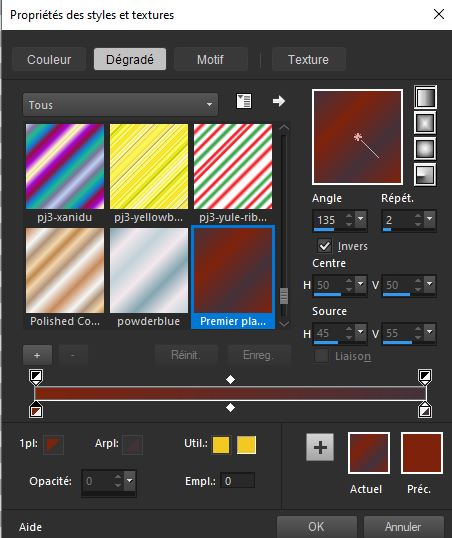 Propriétés des styles et textures
Couleur
Dégradé
Motif
Texture
Tous
pj3-xanidu
pj3-yellowb...
pj3-yule-rib...
Polished Co...
powderblue
Premier pla...
Angle
Répét.
135
2
Invers
Centre
H 50 V 50
Source
H 45 V 55
Liaison
+
-
Réinit.
Enreg.
1pl:
Arpl:
Util.:
Opacité: 0
Empl.: 0
Actuel
Préc.
Aide
OK
Annuler